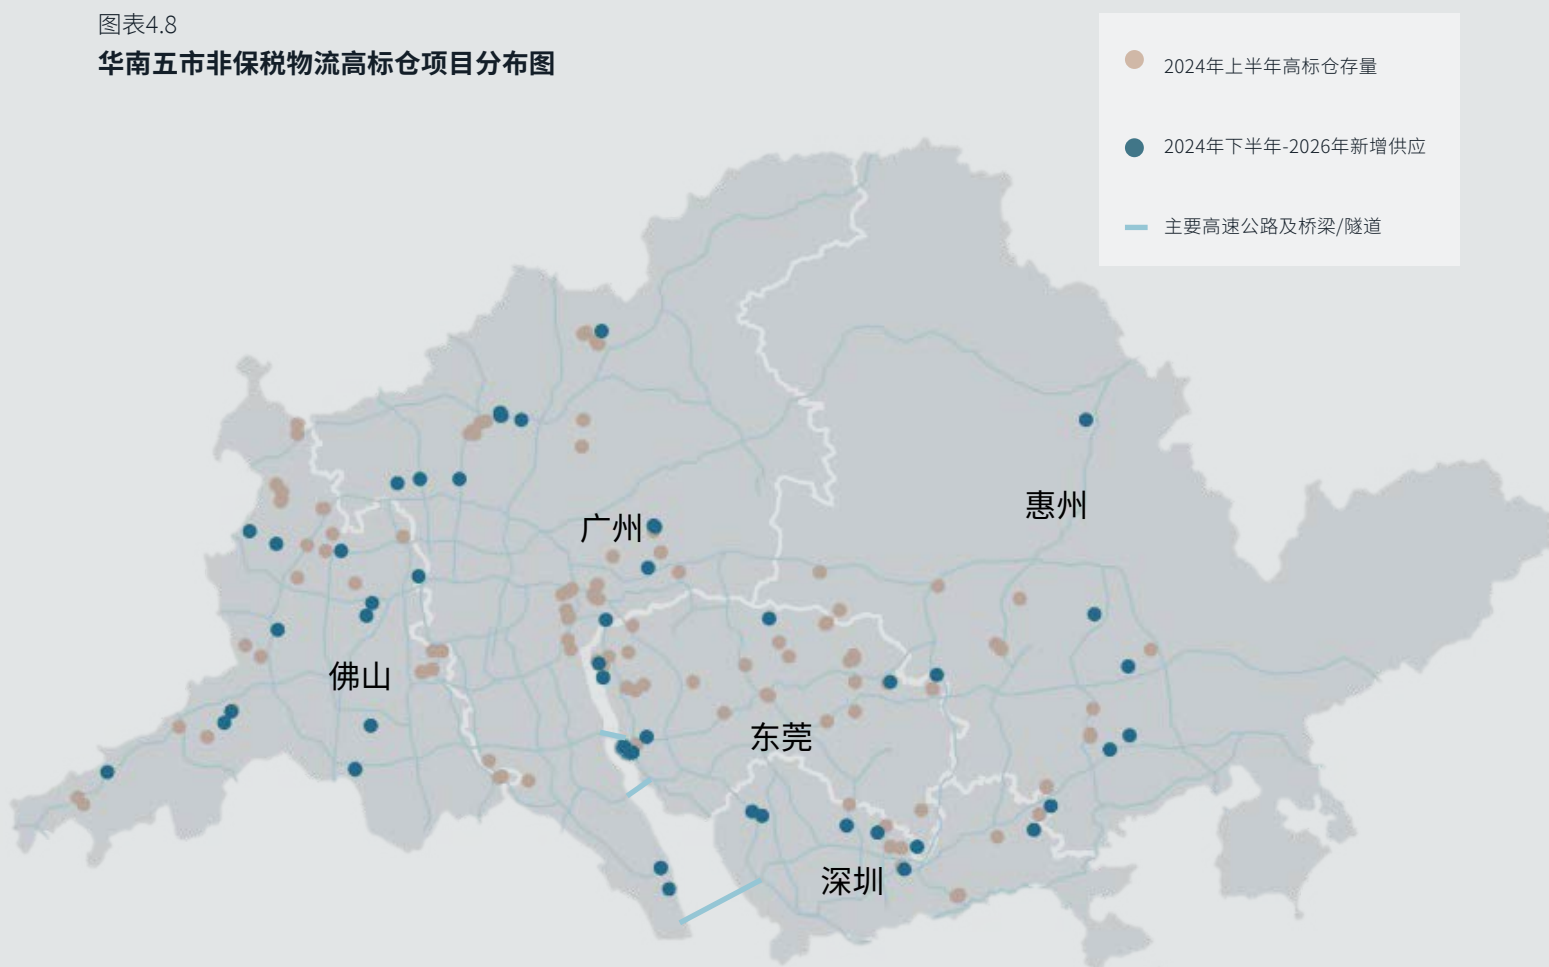 图表4.8
华南五市非保税物流高标仓项目分布图
2024年上半年高标仓存量
2024年下半年-2026年新增供应
主要高速公路及桥梁/隧道
惠州
广州
佛山
东莞
深圳